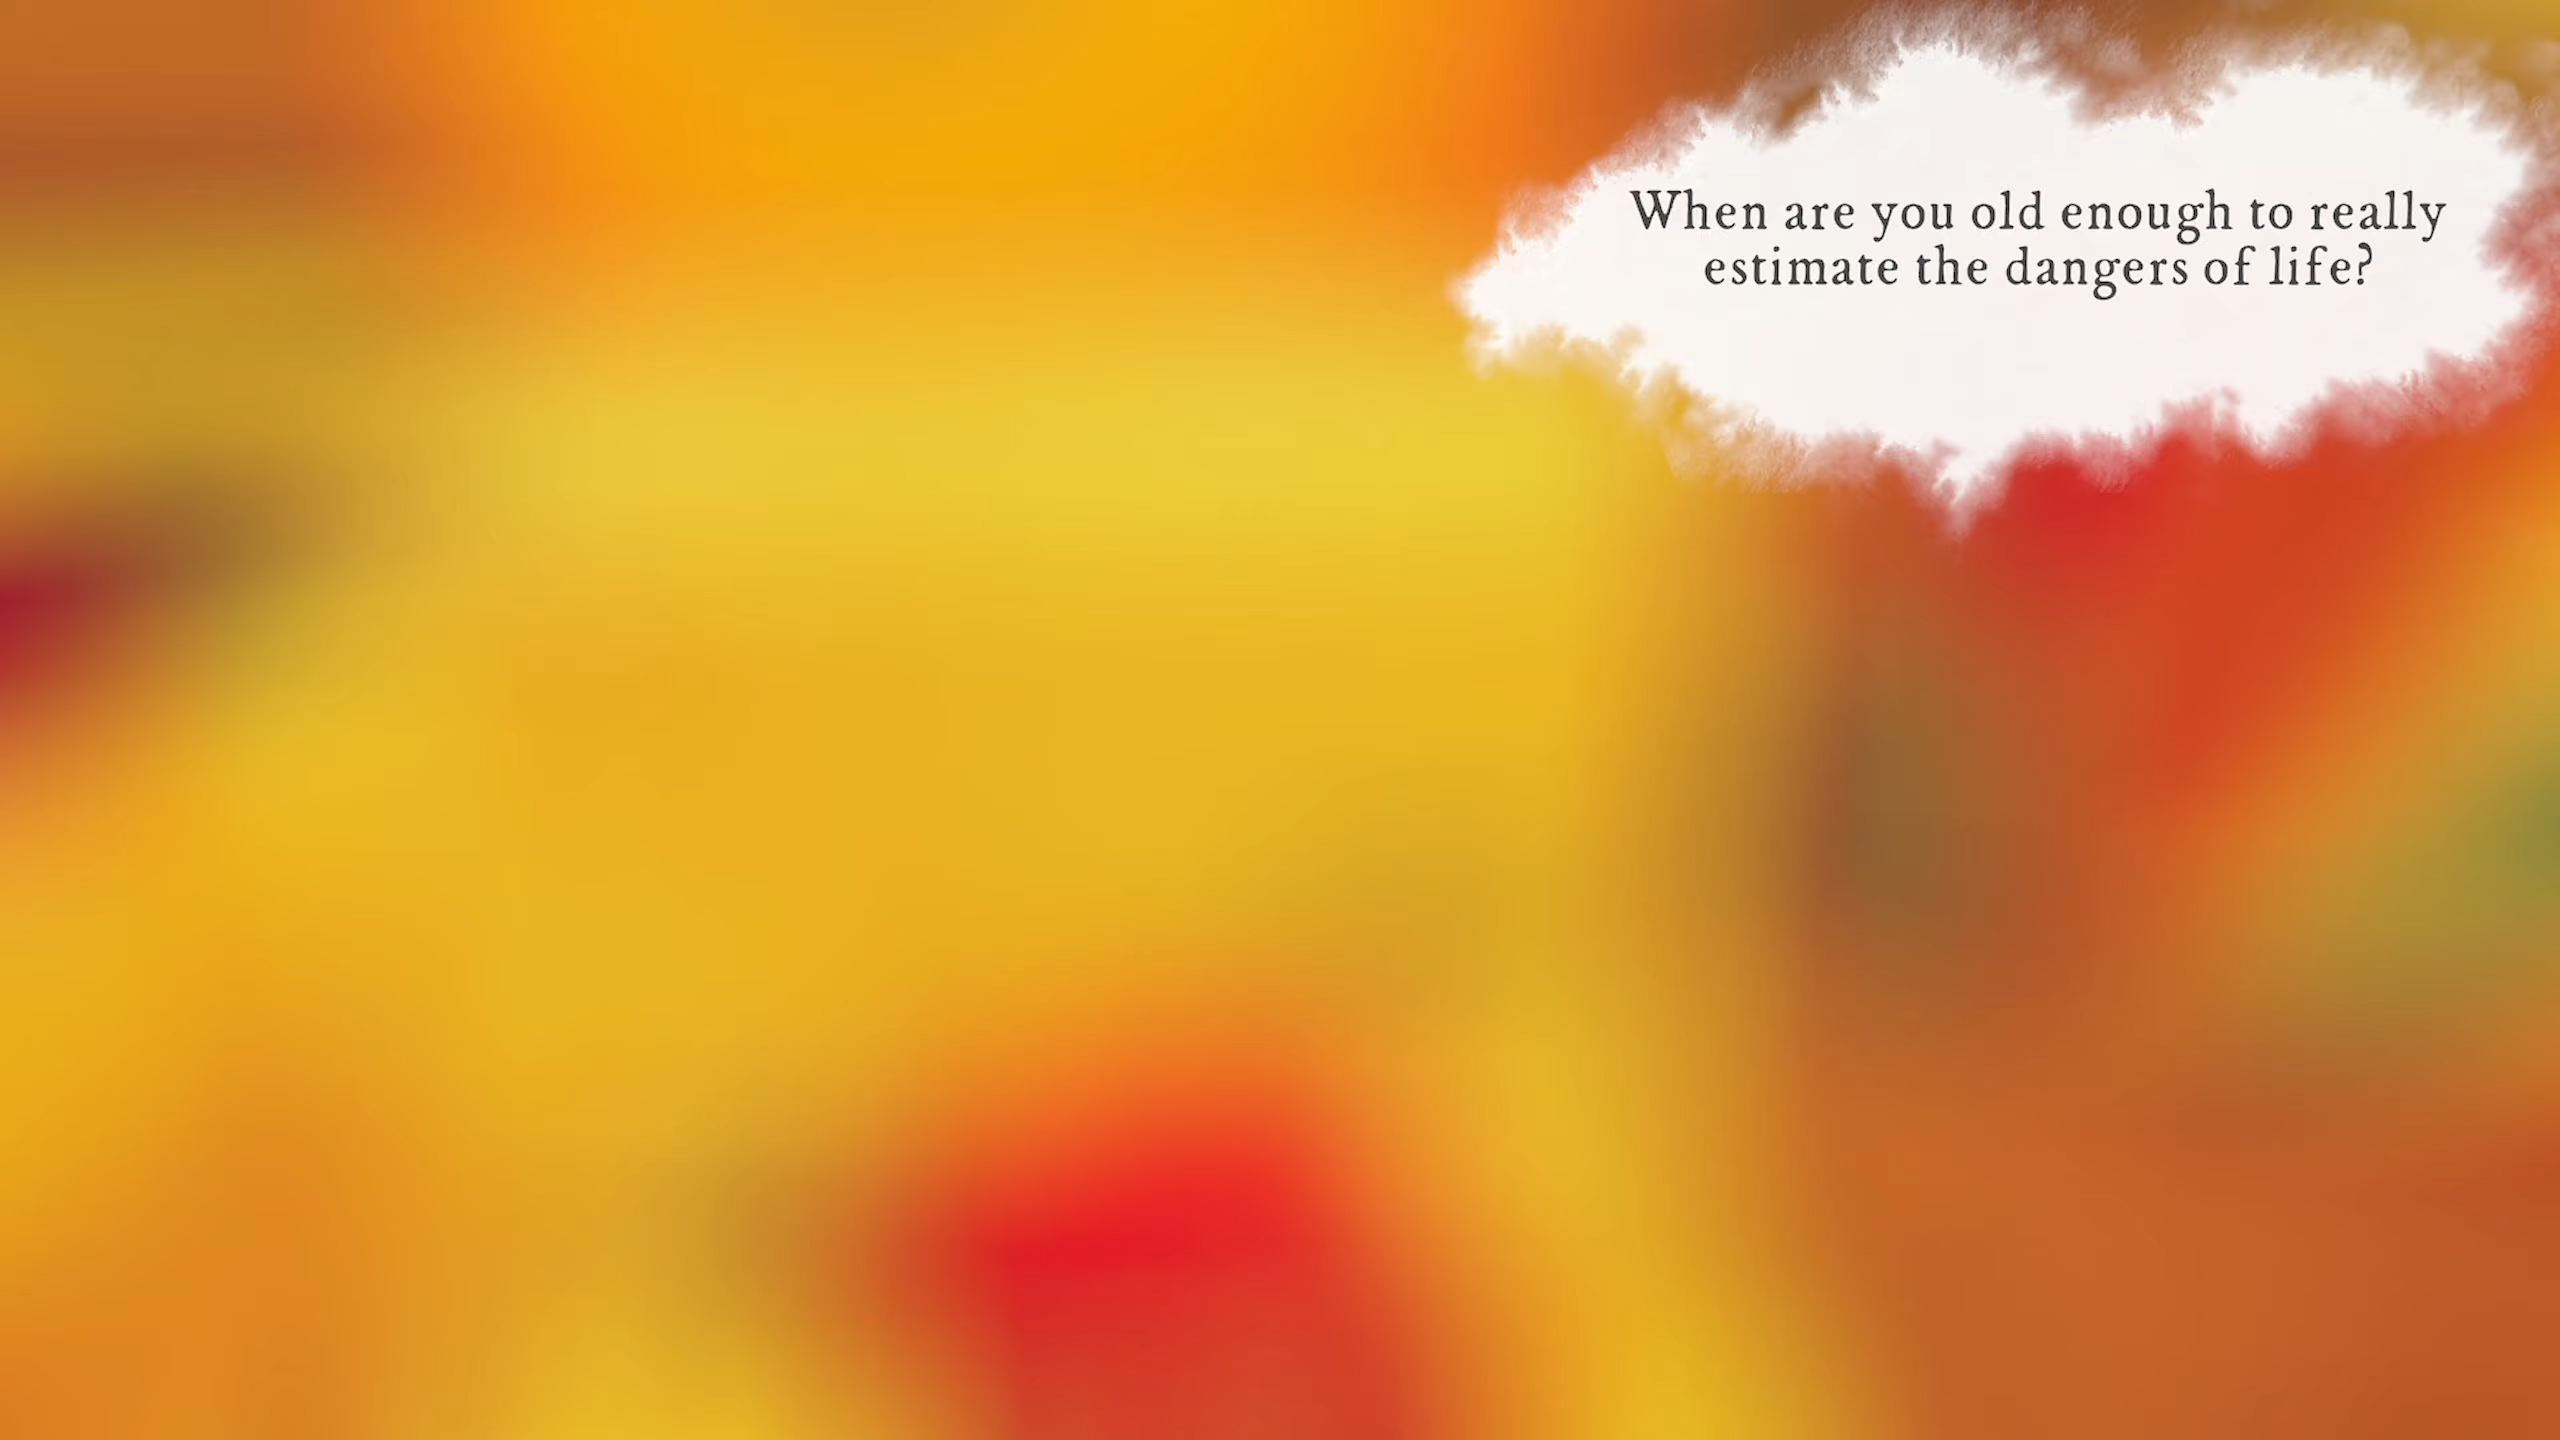 When are you old enough to really
estimate the dangers of life?